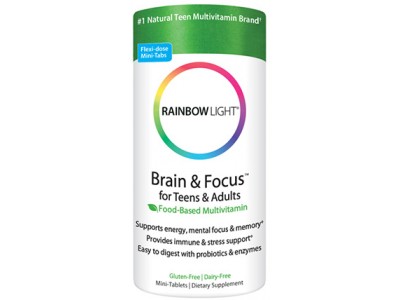 #1 Natural Teen Multivitamin Brand†
Flexi-dose
Mini-Tabs
RAINBOW LIGHT®
Brain & Focus™
for Teens & Adults
Food-Based Multivitamin
Supports energy, mental focus & memory*
Provides immune & stress support*
Easy to digest with probiotics & enzymes
Gluten-Free | Dairy-Free
Mini-Tablets | Dietary Supplement